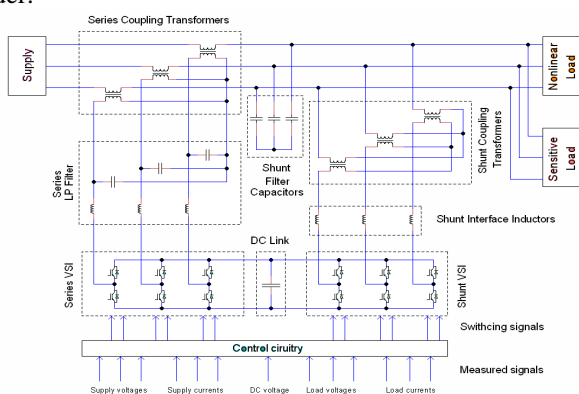 der.
Series Coupling Transformers
Supply
Nonlinear
Load
Sensitive
Load
Series
LP Filter
Shunt
Filter
Capacitors
Shunt Coupling
Transformers
Shunt Interface Inductors
DC Link
Series VSI
Shunt VSI
Swithcing signals
Control ciruitry
Measured signals
Supply voltages
Supply currents
DC voltage
Load voltages
Load currents